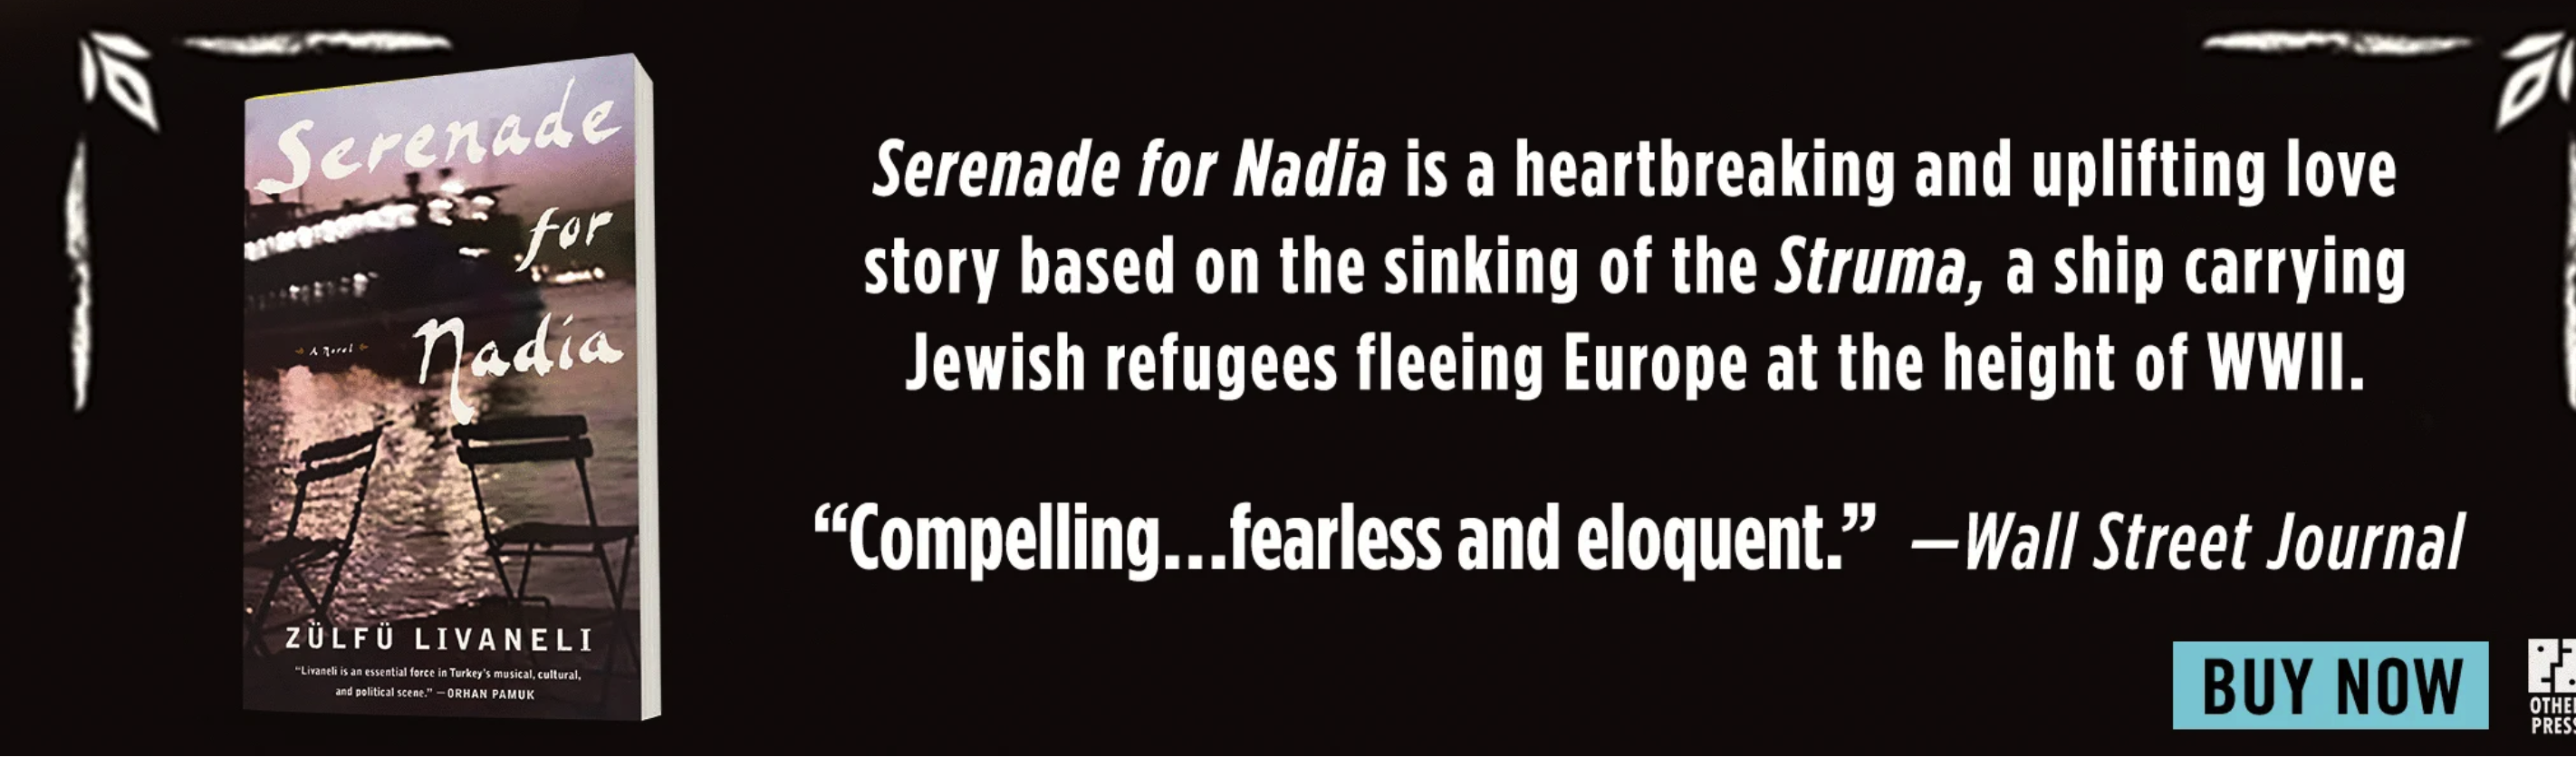 Serenade
for
Nadia
A Novel
ZÜLFÜ LIVANELI
“Livaneli is an essential force in Turkey’s musical, cultural,
and political scene.” —ORHAN PAMUK
Serenade for Nadia is a heartbreaking and uplifting love
story based on the sinking of the Struma, a ship carrying
Jewish refugees fleeing Europe at the height of WWII.
“Compelling...fearless and eloquent.” —Wall Street Journal
BUY NOW
OTHE
PRESS